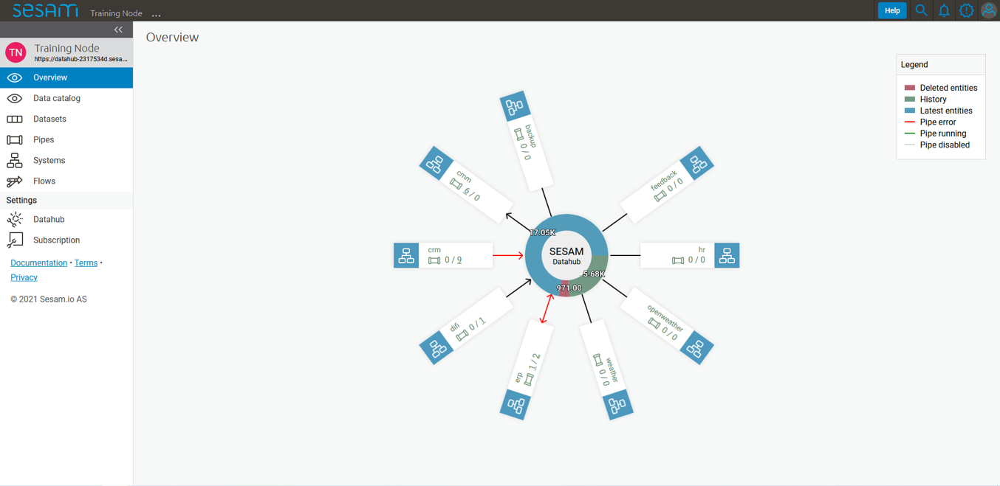 sesam Training Node ...
Help
Overview
TN
Training Node
https://datahub-2317534d.sesa...
Overview
Data catalog
Datasets
Pipes
Systems
Flows
Settings
Datahub
Subscription
Documentation • Terms •
Privacy
© 2021 Sesam.io AS
Legend
Deleted entities
History
Latest entities
Pipe error
Pipe running
Pipe disabled
backup
0 / 0
cmm
6 / 0
feedback
0 / 0
crm
0 / 9
hr
0 / 0
17.05K
SESAM
Datahub
5.68K
971.00
difi
0 / 1
openweather
0 / 0
erp
1 / 2
weather
0 / 0